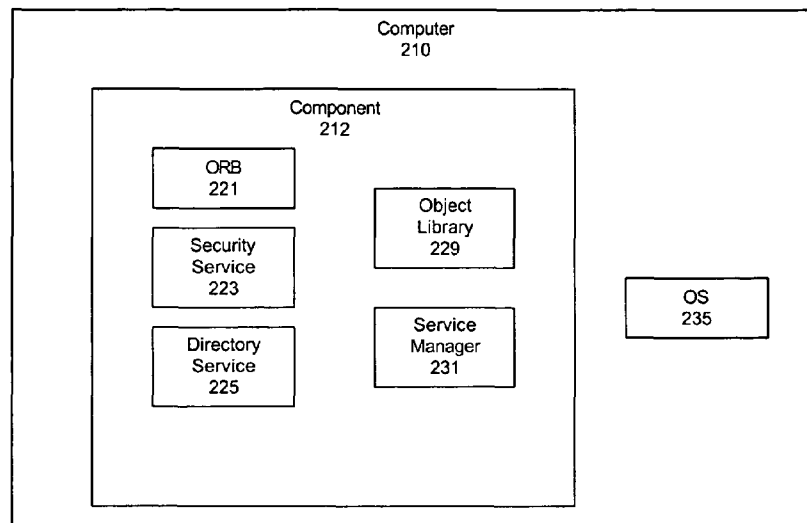 Computer
210
Component
212
ORB
221
Security
Service
223
Directory
Service
225
Object
Library
229
Service
Manager
231
OS
235